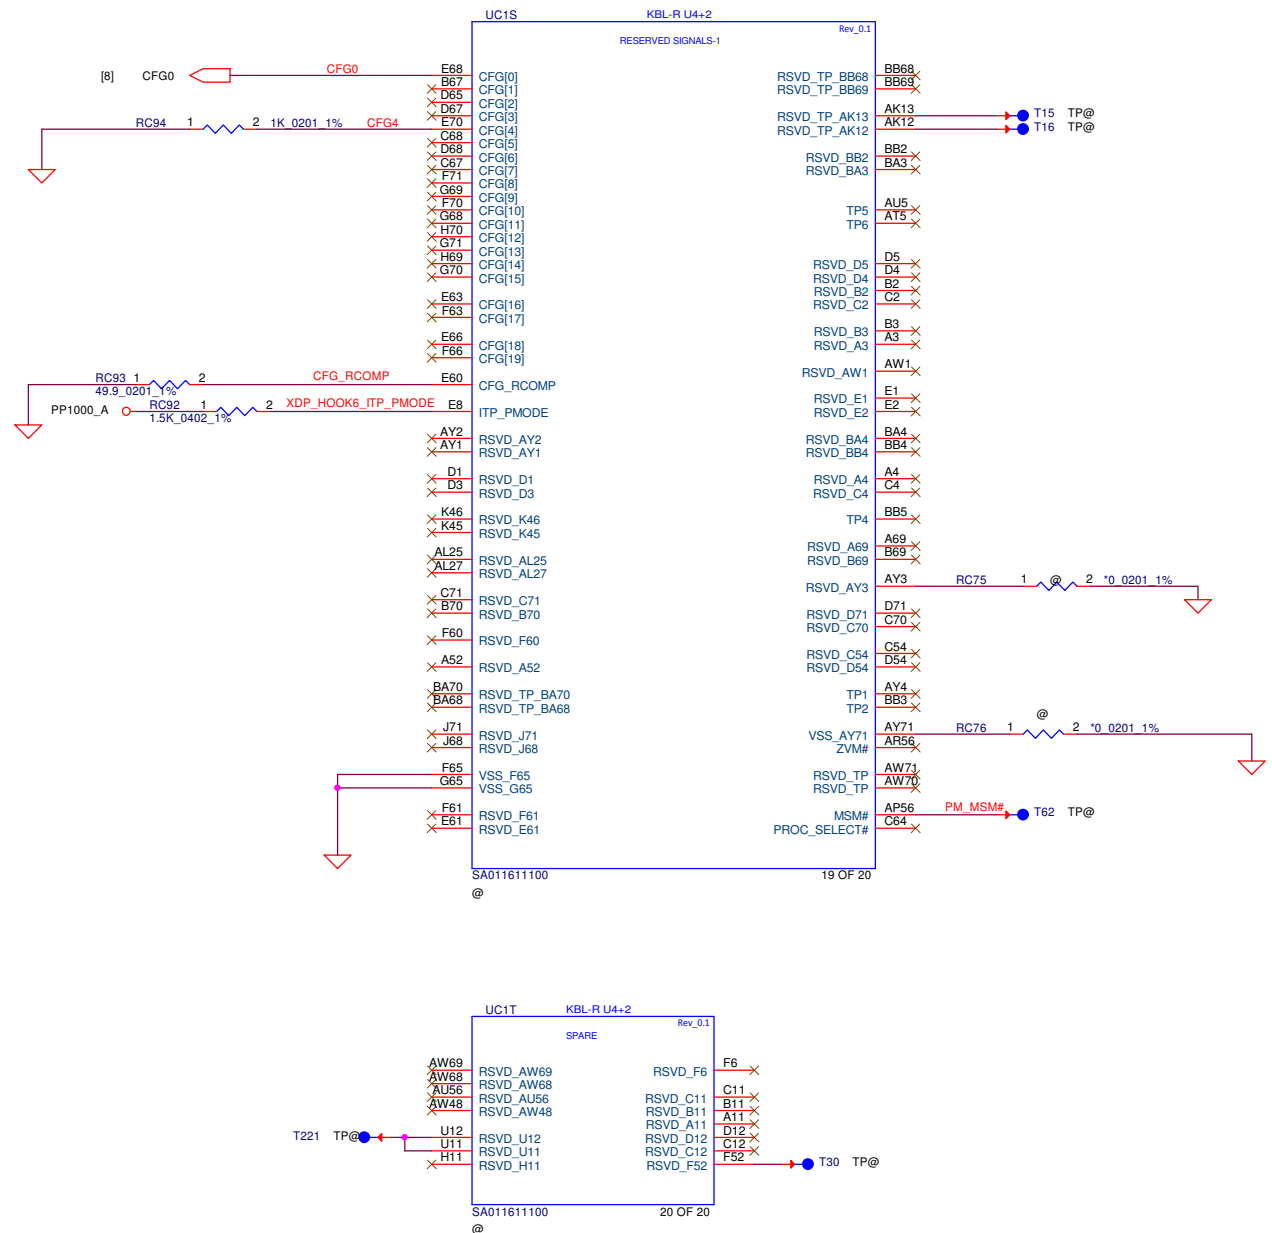 UC1S KBL-R U4+2
Rev_0.1
RESERVED SIGNALS-1
[8] CFG0 CFG0 E68 CFG[0] RSVD_TP_BB68 BB68
B67 CFG[1] RSVD_TP_BB69 BB69
D65 CFG[2]
D67 CFG[3] RSVD_TP_AK13 AK13 T15 TP@
RC94 1 2 1K_0201_1% CFG4 E70 CFG[4] RSVD_TP_AK12 AK12 T16 TP@
C68 CFG[5]
D68 CFG[6] RSVD_BB2 BB2
C67 CFG[7] RSVD_BA3 BA3
F71 CFG[8]
G69 CFG[9]
F70 CFG[10] TP5 AU5
G68 CFG[11] TP6 AT5
H70 CFG[12]
G71 CFG[13]
H69 CFG[14] RSVD_D5 D5
G70 CFG[15] RSVD_D4 D4
RSVD_B2 B2
E63 CFG[16] RSVD_C2 C2
F63 CFG[17]
RSVD_B3 B3
E66 CFG[18] RSVD_A3 A3
F66 CFG[19]
RSVD_AW1 AW1
RC93 1 2 CFG_RCOMP E60 CFG_RCOMP
49.9_0201_1% RSVD_E1 E1
PP1000_A RC92 1 2 XDP_HOOK6_ITP_PMODE E8 ITP_PMODE RSVD_E2 E2
1.5K_0402_1%
AY2 RSVD_AY2 RSVD_BA4 BA4
AY1 RSVD_AY1 RSVD_BB4 BB4
D1 RSVD_D1 RSVD_A4 A4
D3 RSVD_D3 RSVD_C4 C4
K46 RSVD_K46 TP4 BB5
K45 RSVD_K45
AL25 RSVD_AL25 RSVD_A69 A69
AL27 RSVD_AL27 RSVD_B69 B69
RSVD_AY3 AY3 RC75 1 @ 2 *0_0201_1%
C71 RSVD_C71
B70 RSVD_B70 RSVD_D71 D71
RSVD_C70 C70
F60 RSVD_F60
RSVD_C54 C54
A52 RSVD_A52 RSVD_D54 D54
BA70 RSVD_TP_BA70 TP1 AY4
BA68 RSVD_TP_BA68 TP2 BB3
@
J71 RSVD_J71 VSS_AY71 AY71 RC76 1 2 *0_0201_1%
J68 RSVD_J68 ZVM# AR56
F65 VSS_F65 RSVD_TP AW71
G65 VSS_G65 RSVD_TP AW70
F61 RSVD_F61 MSM# AP56 PM_MSM# T62 TP@
E61 RSVD_E61 PROC_SELECT# C64
SA011611100 19 OF 20
@
UC1T KBL-R U4+2
Rev_0.1
SPARE
AW69 RSVD_AW69 RSVD_F6 F6
AW68 RSVD_AW68
AU56 RSVD_AU56 RSVD_C11 C11
AW48 RSVD_AW48 RSVD_B11 B11
RSVD_A11 A11
T221 TP@ U12 RSVD_U12 RSVD_D12 D12
U11 RSVD_U11 RSVD_C12 C12
H11 RSVD_H11 RSVD_F52 F52 T30 TP@
SA011611100 20 OF 20
@